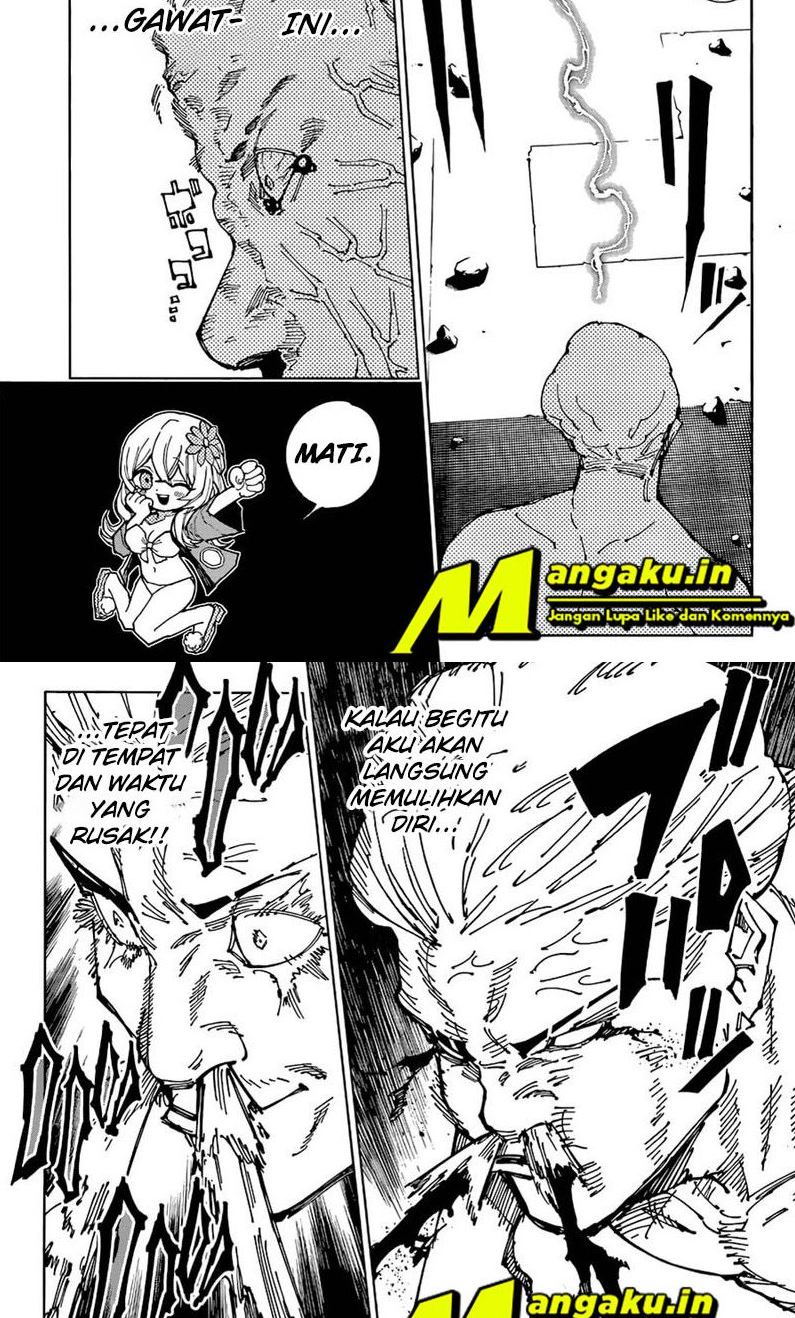 ...GAWAT-
INI...
MATI.
Mangaku.in
Jangan Lupa Like dan Komennya
KALAU BEGITU
AKU AKAN
LANGSUNG
MEMULIHKAN
DIRI...
...TEPAT
DI TEMPAT
DAN WAKTU
YANG
RUSAK!!
Mangaku.in